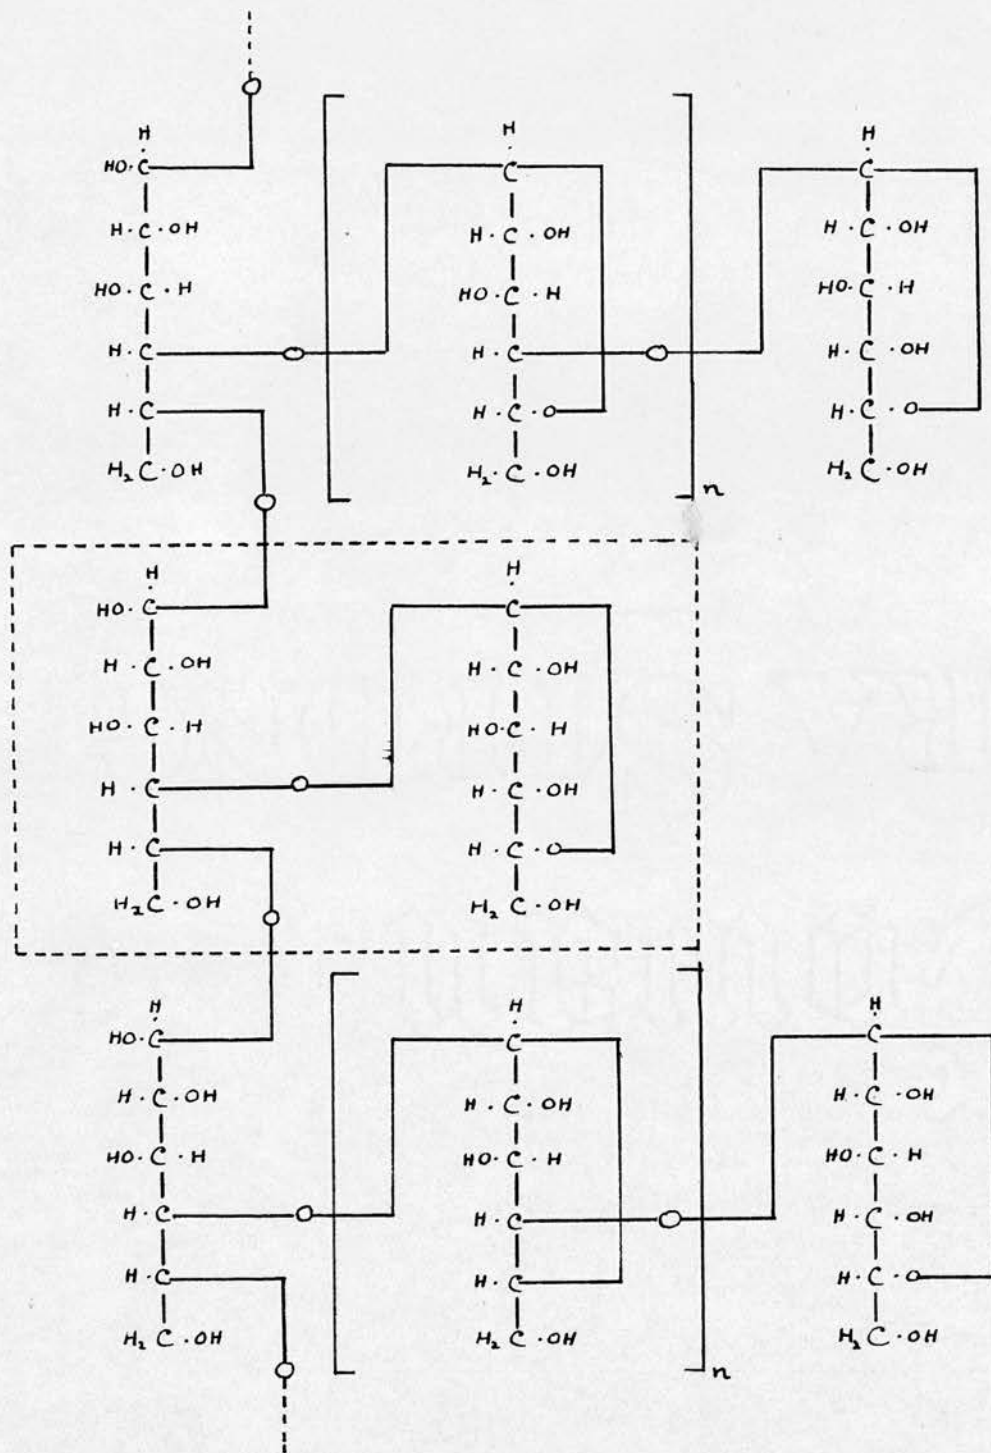 O
H H H
HO·C C C
H·C·OH H·C·OH H·C·OH
HO·C·H HO·C·H HO·C·H
H·C O H·C O H·C·OH
H·C H·C·O H·C·O
H₂C·OH H₂·C·OH H₂C·OH
O n
H H
HO·C C
H·C·OH H·C·OH
HO·C·H HO·C·H
H·C O H·C·OH
H·C H·C·O
H₂C·OH H₂C·OH
O
H H H
HO·C C C
H·C·OH H·C·OH H·C·OH
HO·C·H HO·C·H HO·C·H
H·C O H·C O H·C·OH
H·C H·C H·C·O
H₂C·OH H₂C·OH H₂C·OH
O n